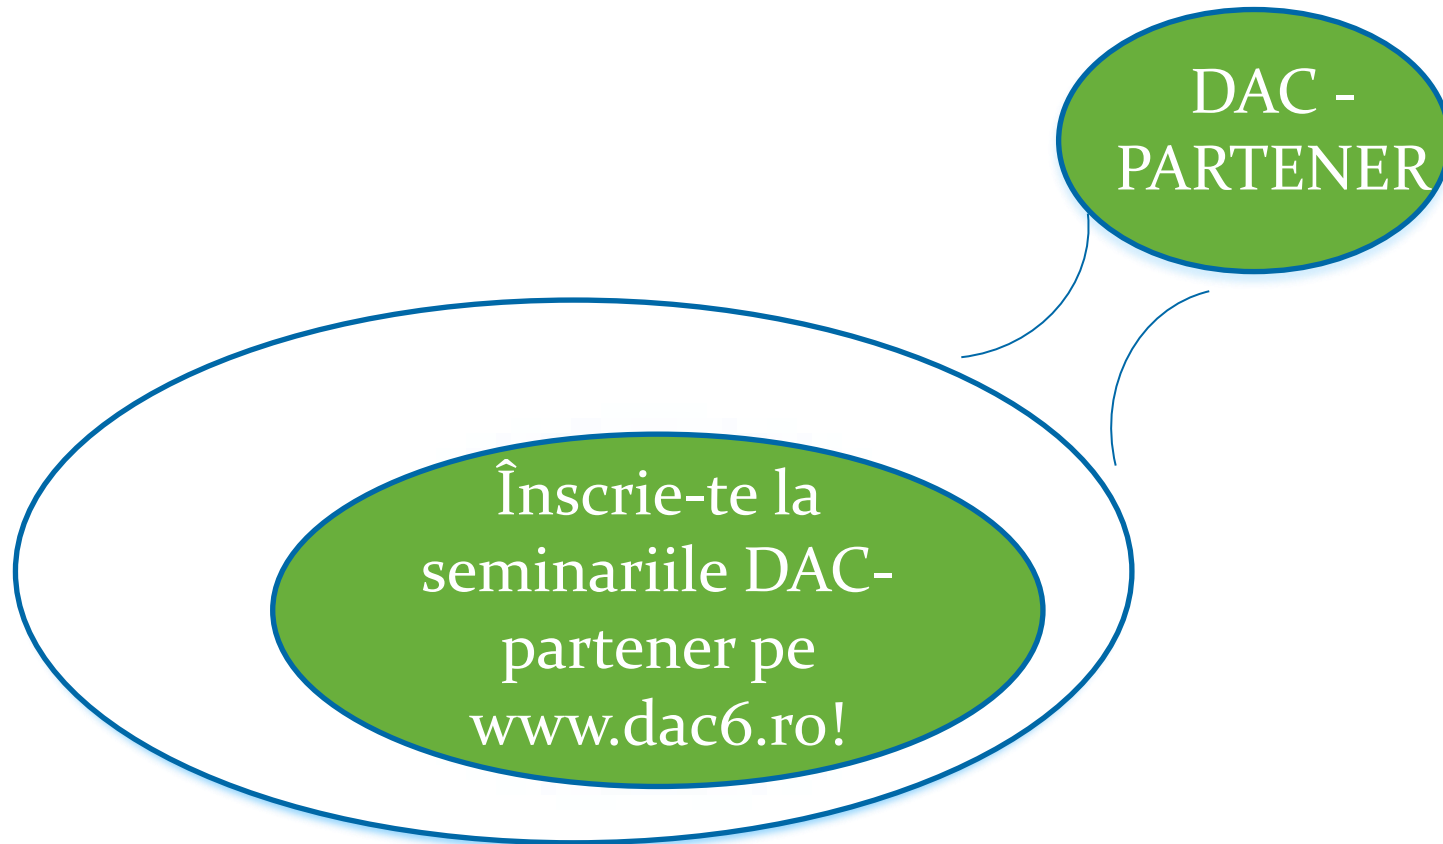 DAC -
PARTENER
Înscrie-te la
seminariile DAC-
partener pe
www.dac6.ro!